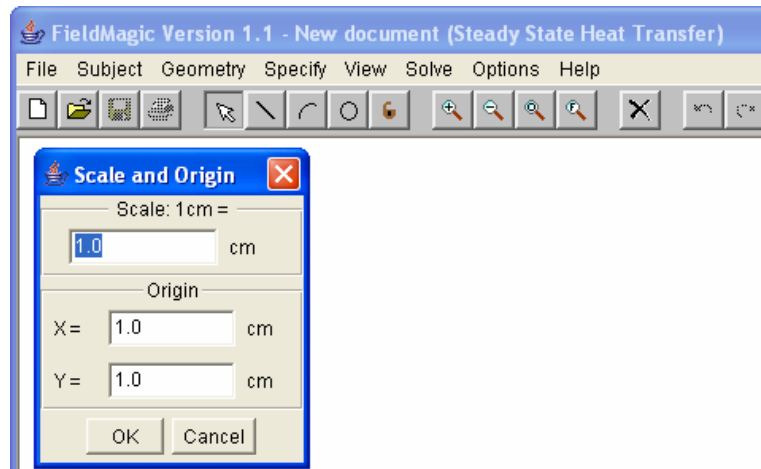 FieldMagic Version 1.1 - New document (Steady State Heat Transfer)
File Subject Geometry Specify View Solve Options Help
Scale and Origin
Scale: 1cm =
1.0 cm
Origin
X = 1.0 cm
Y = 1.0 cm
OK Cancel